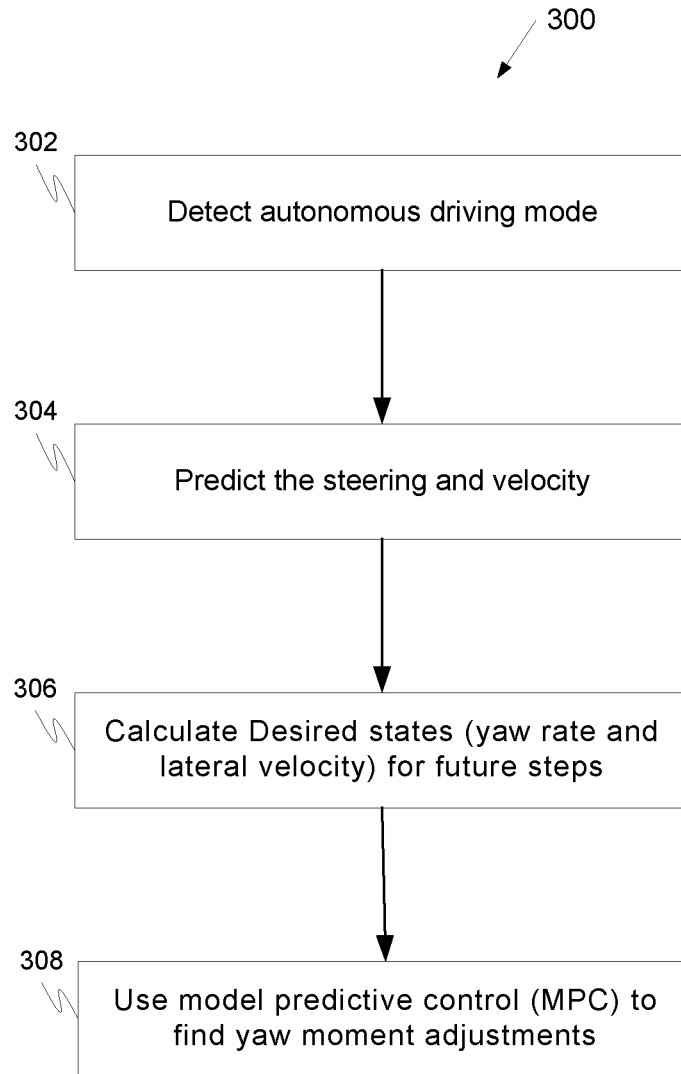 300
302
Detect autonomous driving mode
304
Predict the steering and velocity
306
Calculate Desired states (yaw rate and
lateral velocity) for future steps
308
Use model predictive control (MPC) to
find yaw moment adjustments